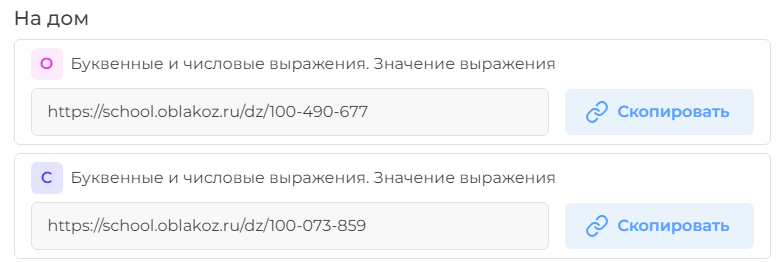 На дом
О Буквенные и числовые выражения. Значение выражения
https://school.oblakoz.ru/dz/100-490-677 Скопировать
С Буквенные и числовые выражения. Значение выражения
https://school.oblakoz.ru/dz/100-073-859 Скопировать